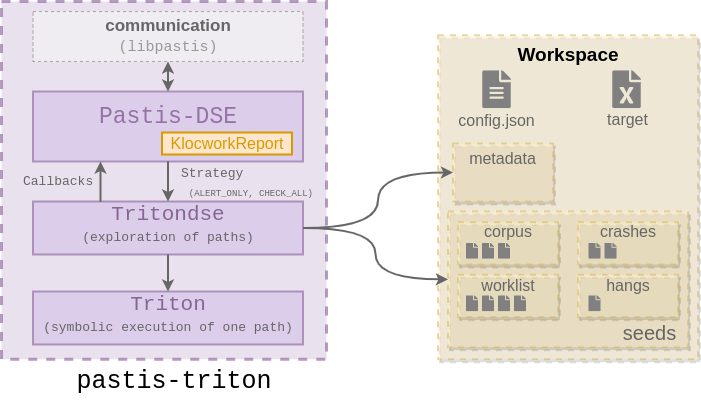 communication
(libpastis)
Pastis-DSE
KlocworkReport
Callbacks
Strategy
(ALERT_ONLY, CHECK_ALL)
Tritondse
(exploration of paths)
Triton
(symbolic execution of one path)
pastis-triton
Workspace
config.json
target
metadata
corpus
crashes
worklist
hangs
seeds